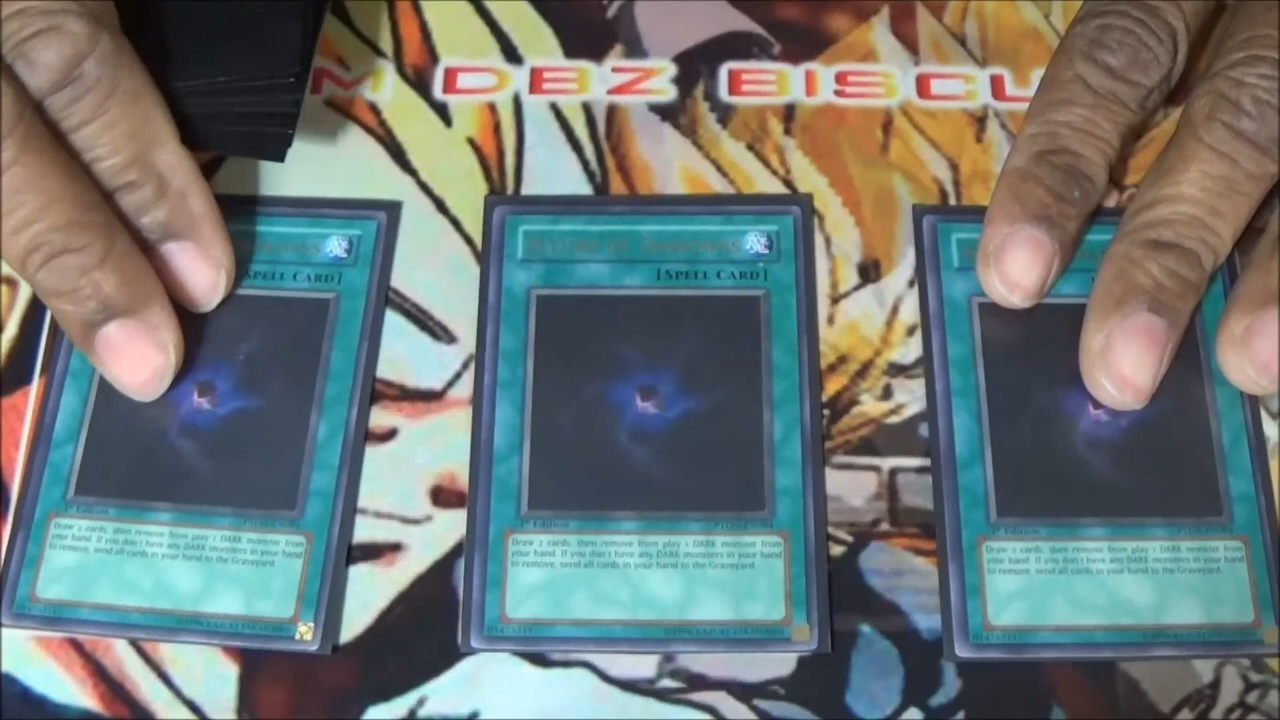 M DBZ BISCU
[SPELL CARD]
1st Edition
Draw 2 cards, then remove from play 1 DARK monster from
your hand. If you don't have any DARK monsters in your hand
to remove, send all cards in your hand to the Graveyard.
ALLURE OF DARKNESS
[SPELL CARD]
1st Edition
Draw 2 cards, then remove from play 1 DARK monster from
your hand. If you don't have any DARK monsters in your hand
to remove, send all cards in your hand to the Graveyard.
1st Edition
Draw 2 cards, then remove from play 1 DARK monster from
your hand. If you don't have any DARK monsters in your hand
to remove, send all cards in your hand to the Graveyard.